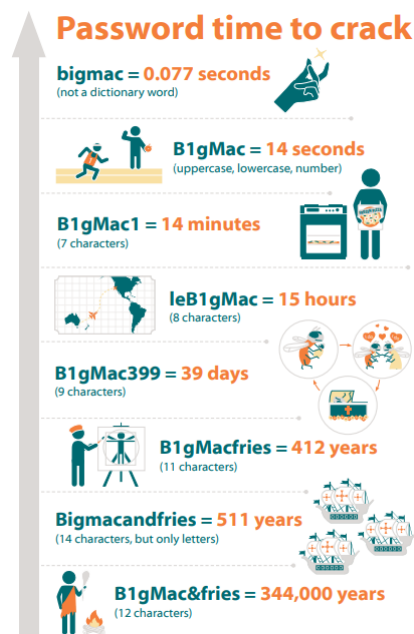 Password time to crack
bigmac = 0.077 seconds
(not a dictionary word)
B1gMac = 14 seconds
(uppercase, lowercase, number)
B1gMac1 = 14 minutes
(7 characters)
leB1gMac = 15 hours
(8 characters)
B1gMac399 = 39 days
(9 characters)
B1gMacfries = 412 years
(11 characters)
Bigmacandfries = 511 years
(14 characters, but only letters)
B1gMac&fries = 344,000 years
(12 characters)